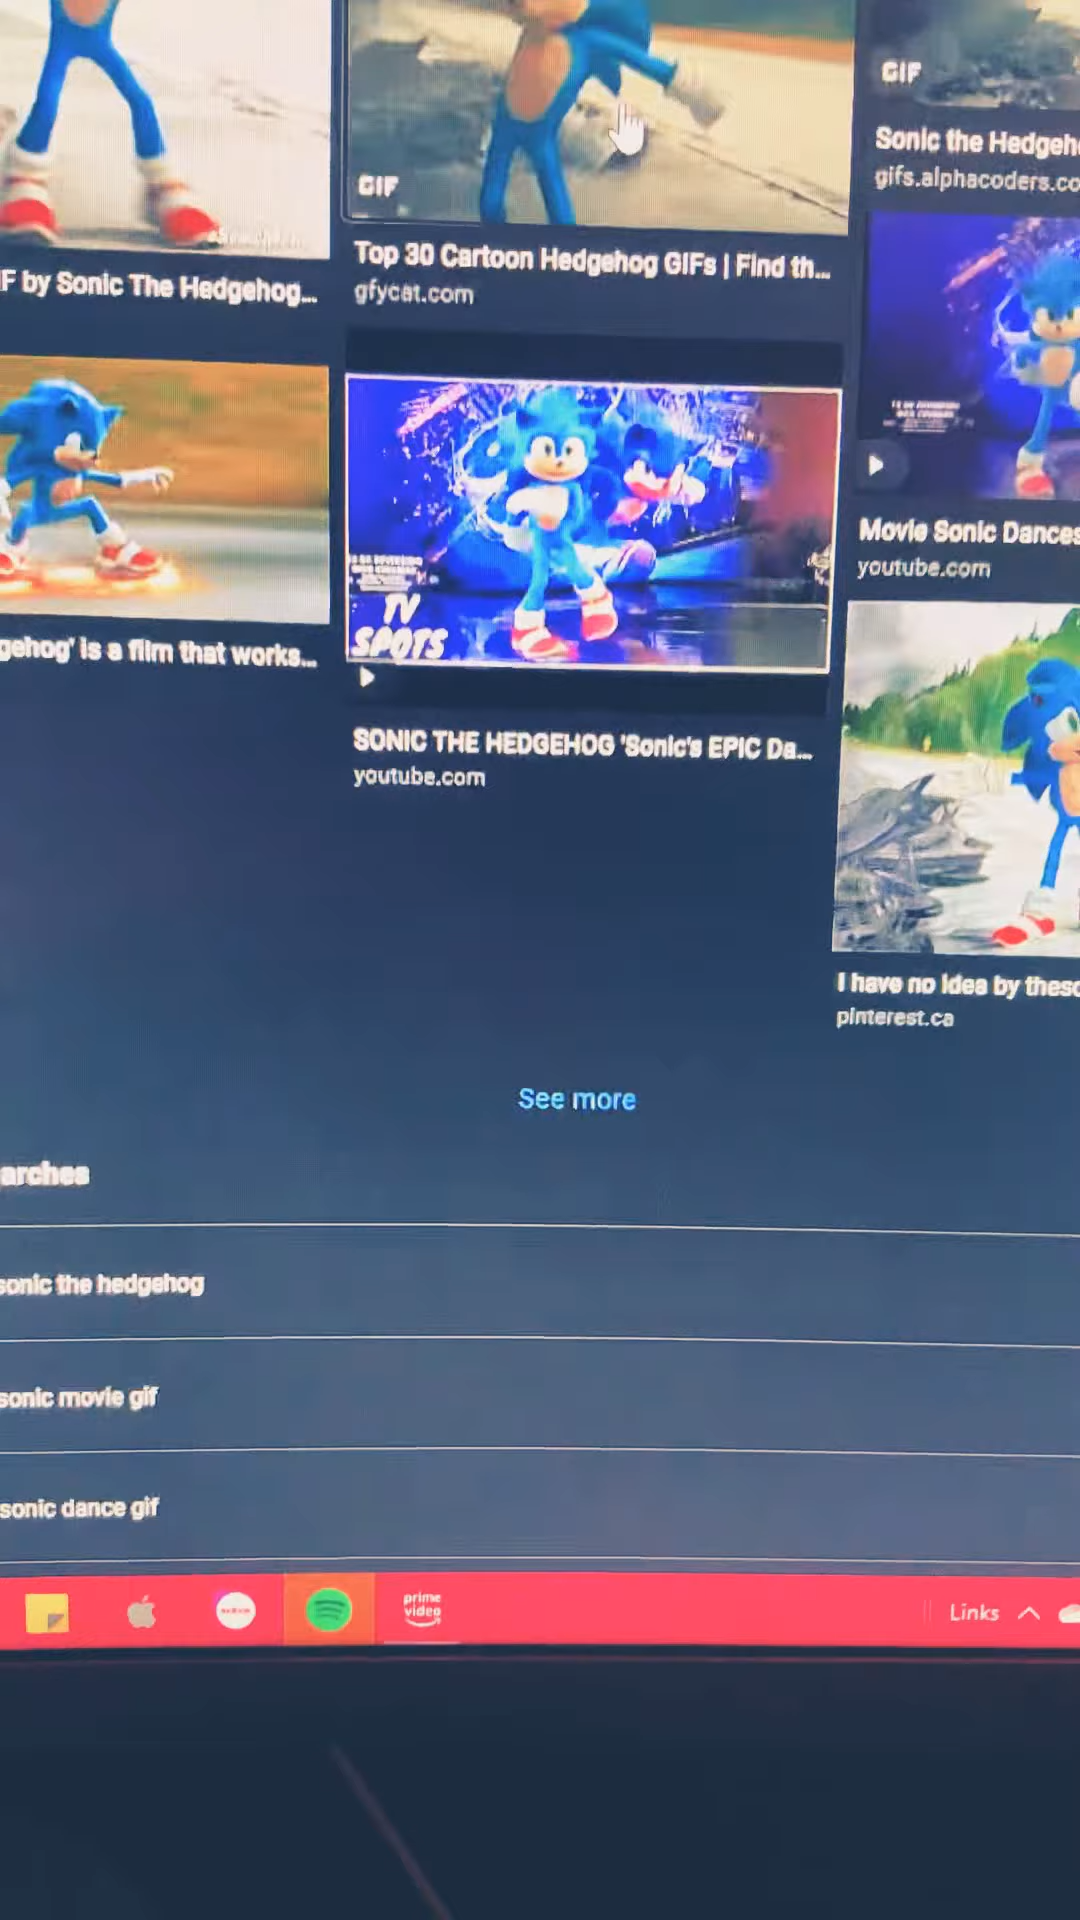 GIF
Sonic the Hedgeh
gifs.alphacoders.co
GIF
Top 30 Cartoon Hedgehog GIFs | Find th...
gfycat.com
F by Sonic The Hedgehog...
TV
SPOTS
SONIC THE HEDGEHOG 'Sonic's EPIC Da...
youtube.com
gehog' is a film that works...
Movie Sonic Dances
youtube.com
I have no idea by theso
pinterest.ca
See more
arches
sonic the hedgehog
sonic movie gif
sonic dance gif
prime
video
Links